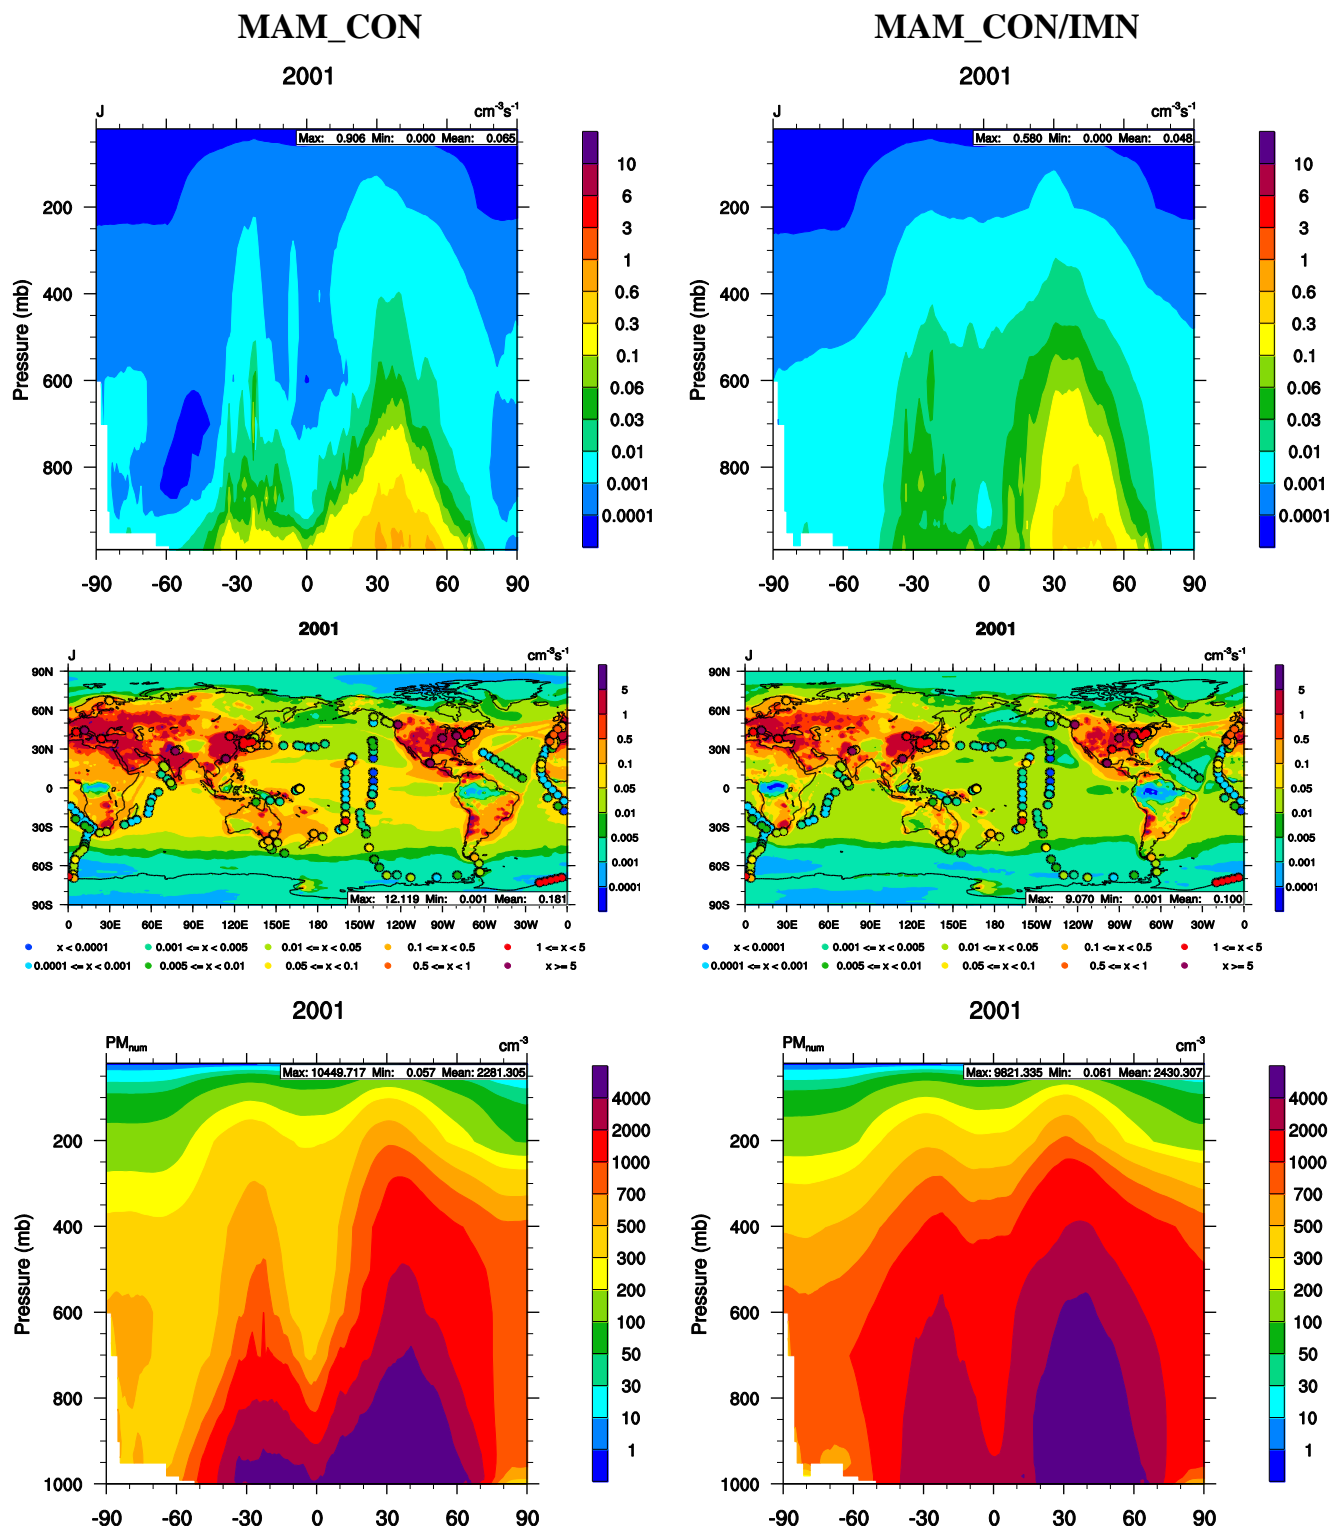 MAM_CON MAM_CON/IMN
2001 2001
J cm-3s-1 J cm-3s-1
Max: 0.906 Min: 0.000 Mean: 0.065 Max: 0.580 Min: 0.000 Mean: 0.048
10 10
6 6
200 200
3 3
1 1
400 400
0.6 0.6
Pressure (mb) Pressure (mb)
0.3 0.3
0.1 0.1
600 600
0.06 0.06
0.03 0.03
0.01 0.01
800 800
0.001 0.001
0.0001 0.0001
-90 -60 -30 0 30 60 90 -90 -60 -30 0 30 60 90
2001 2001
J cm-3s-1 J cm-3s-1
90N 90N
5 5
60N 60N
1 1
0.5 0.5
30N 30N
0.1 0.1
0 0
0.05 0.05
0.01 0.01
30S 30S
0.005 0.005
0.001 0.001
60S 60S
0.0001 0.0001
Max: 12.119 Min: 0.001 Mean: 0.181 Max: 9.070 Min: 0.001 Mean: 0.100
90S 90S
0 30E 60E 90E 120E 150E 180 150W 120W 90W 60W 30W 0 0 30E 60E 90E 120E 150E 180 150W 120W 90W 60W 30W 0
x < 0.0001 0.001 <= x < 0.005 0.01 <= x < 0.05 0.1 <= x < 0.5 1 <= x < 5 x < 0.0001 0.001 <= x < 0.005 0.01 <= x < 0.05 0.1 <= x < 0.5 1 <= x < 5
0.0001 <= x < 0.001 0.005 <= x < 0.01 0.05 <= x < 0.1 0.5 <= x < 1 x >= 5 0.0001 <= x < 0.001 0.005 <= x < 0.01 0.05 <= x < 0.1 0.5 <= x < 1 x >= 5
2001 2001
PMnum cm-3 PMnum cm-3
Max: 10449.717 Min: 0.057 Mean: 2281.305 Max: 9821.335 Min: 0.061 Mean: 2430.307
4000 4000
2000 2000
200 200
1000 1000
700 700
400 400
500 500
Pressure (mb) Pressure (mb)
300 300
200 200
600 600
100 100
50 50
800 800
30 30
10 10
1 1
1000 1000
-90 -60 -30 0 30 60 90 -90 -60 -30 0 30 60 90